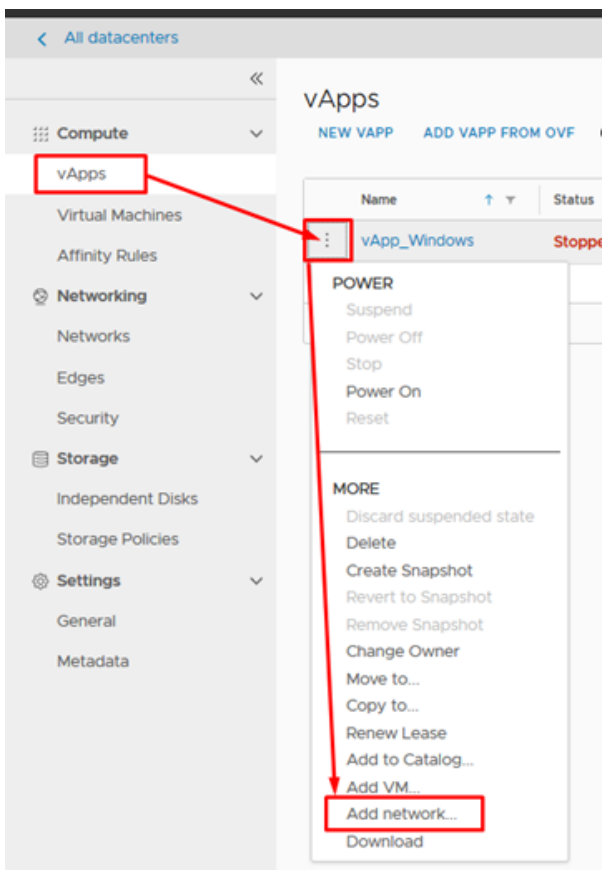 All datacenters
Compute
vApps
Virtual Machines
Affinity Rules
Networking
Networks
Edges
Security
Storage
Independent Disks
Storage Policies
Settings
General
Metadata
vApps
NEW VAPP ADD VAPP FROM OVF
Name Status
vApp_Windows Stoppe
POWER
Suspend
Power Off
Stop
Power On
Reset
MORE
Discard suspended state
Delete
Create Snapshot
Revert to Snapshot
Remove Snapshot
Change Owner
Move to...
Copy to...
Renew Lease
Add to Catalog...
Add VM...
Add network...
Download